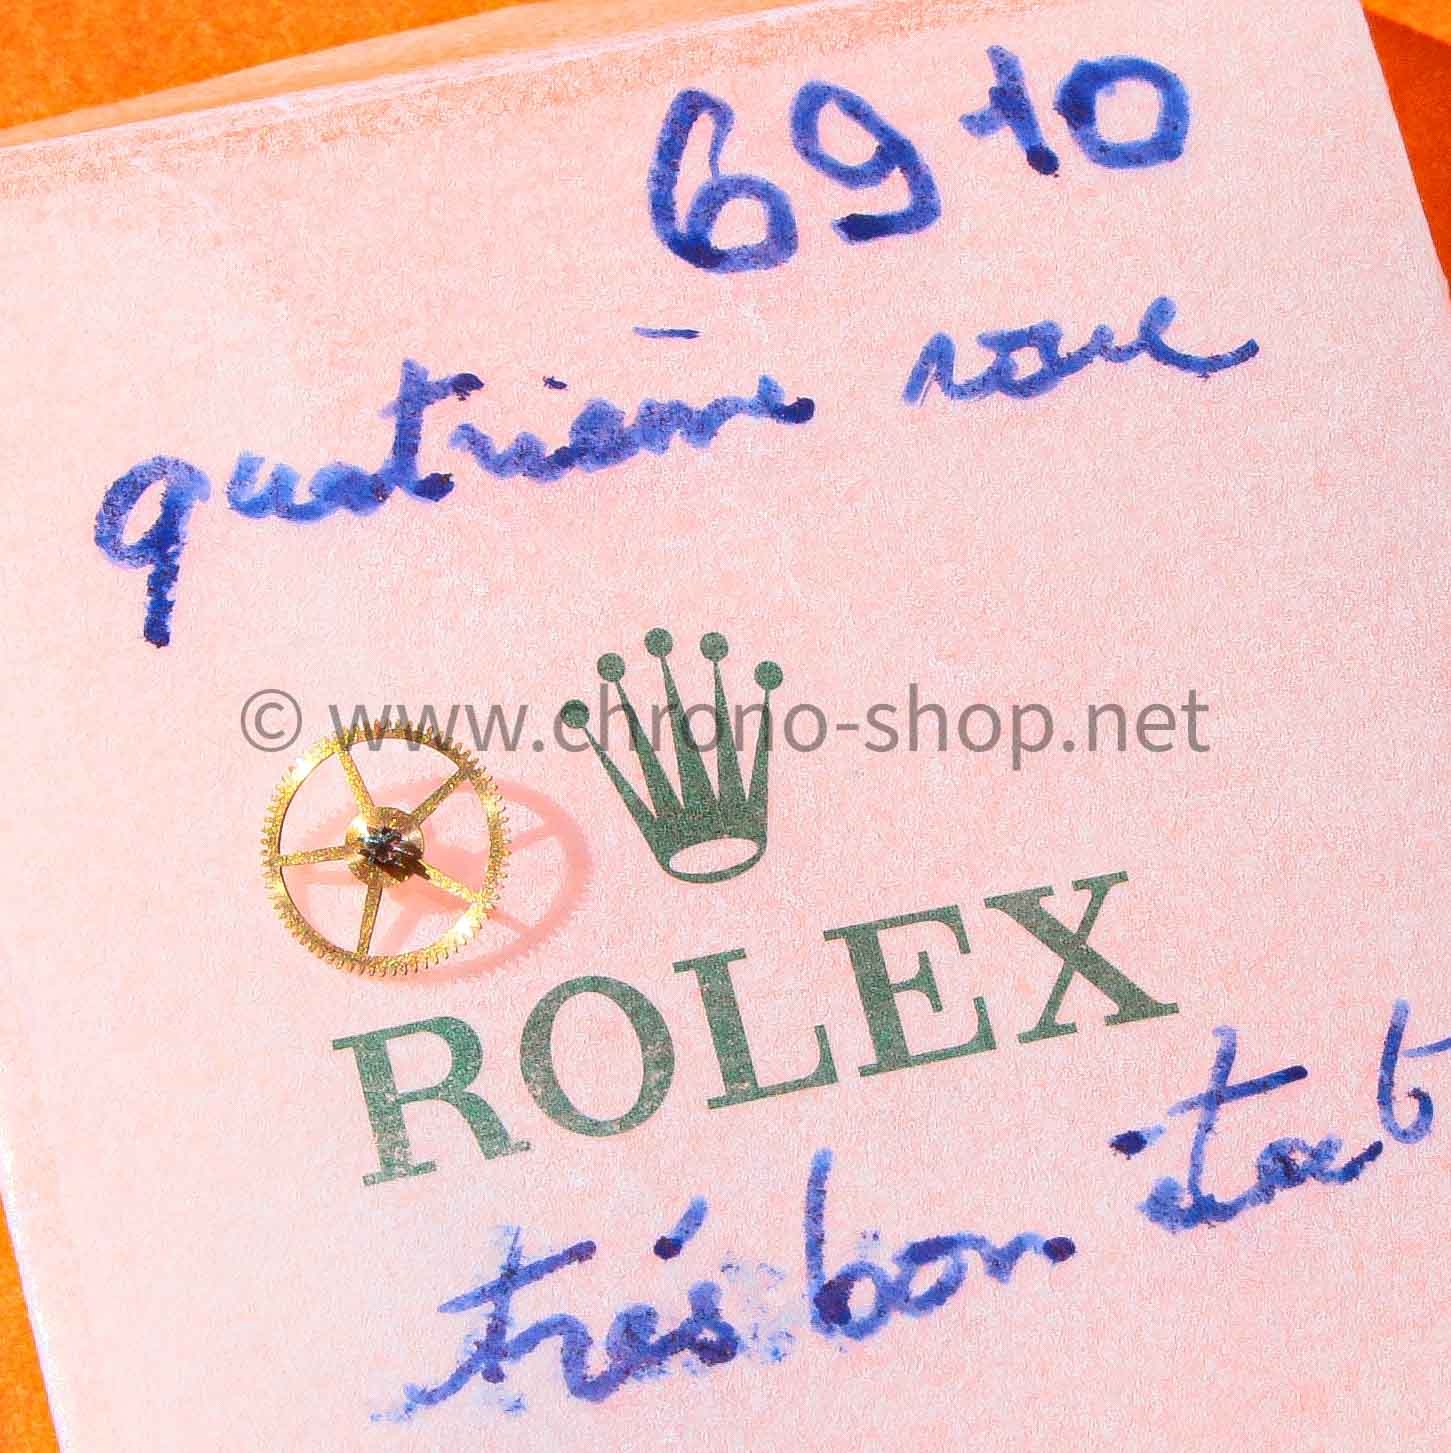 6910
quatrième roue
© www.chrono-shop.net
ROLEX
très bon état